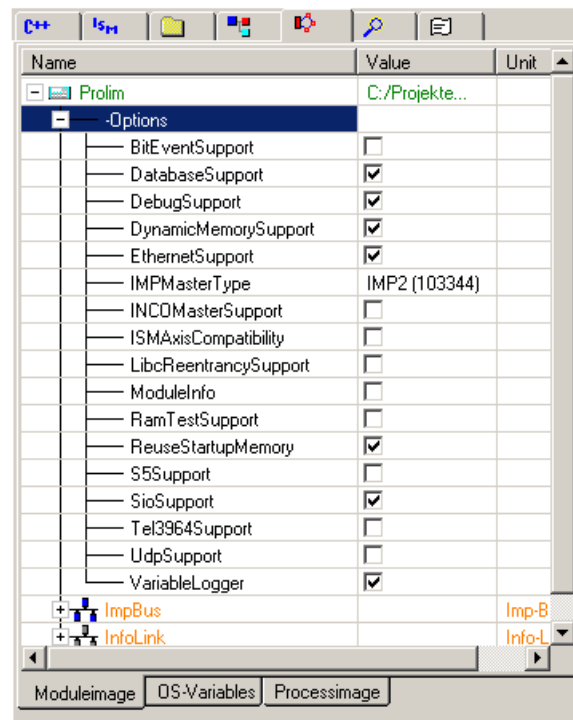 C++ ISM
Name Value Unit
Prolim C:/Projekte...
-Options
BitEventSupport
DatabaseSupport
DebugSupport
DynamicMemorySupport
EthernetSupport
IMPMasterType IMP2 (103344)
INCOMasterSupport
ISMAxisCompatibility
LibcReentrancySupport
ModuleInfo
RamTestSupport
ReuseStartupMemory
S5Support
SioSupport
Tel3964Support
UdpSupport
VariableLogger
ImpBus Imp-B
InfoLink Info-L
Moduleimage OS-Variables Processimage